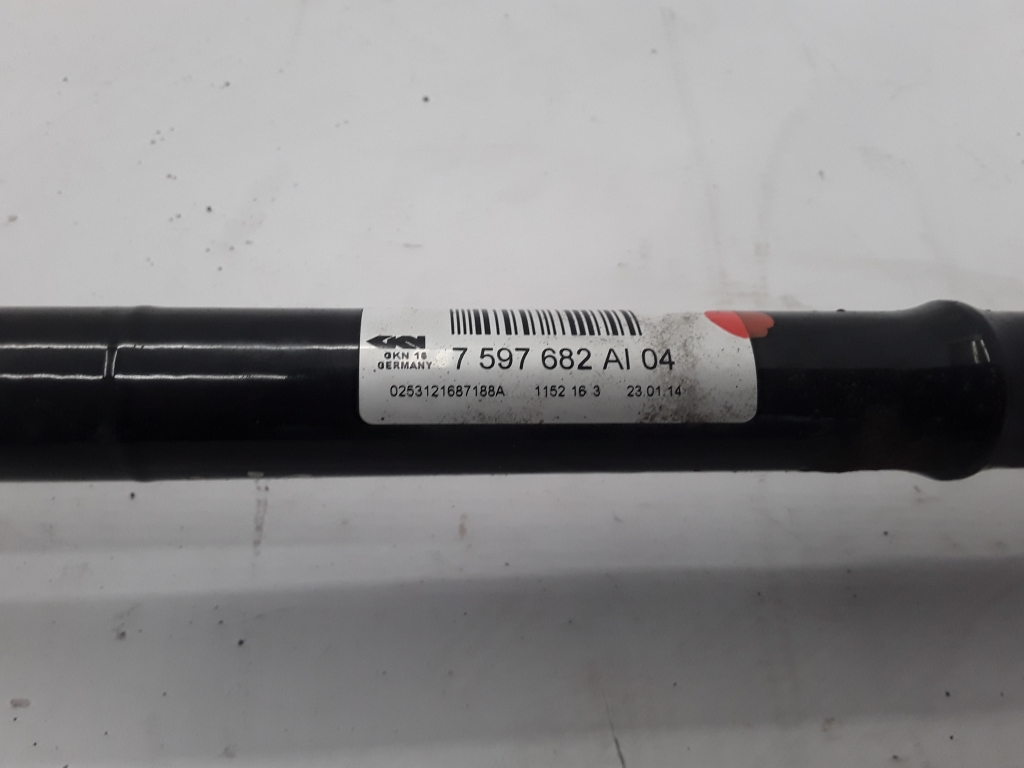 GKN
GKN 16
GERMANY
7 597 682 AI 04
0253121687188A 1152 16 3 23.01.14